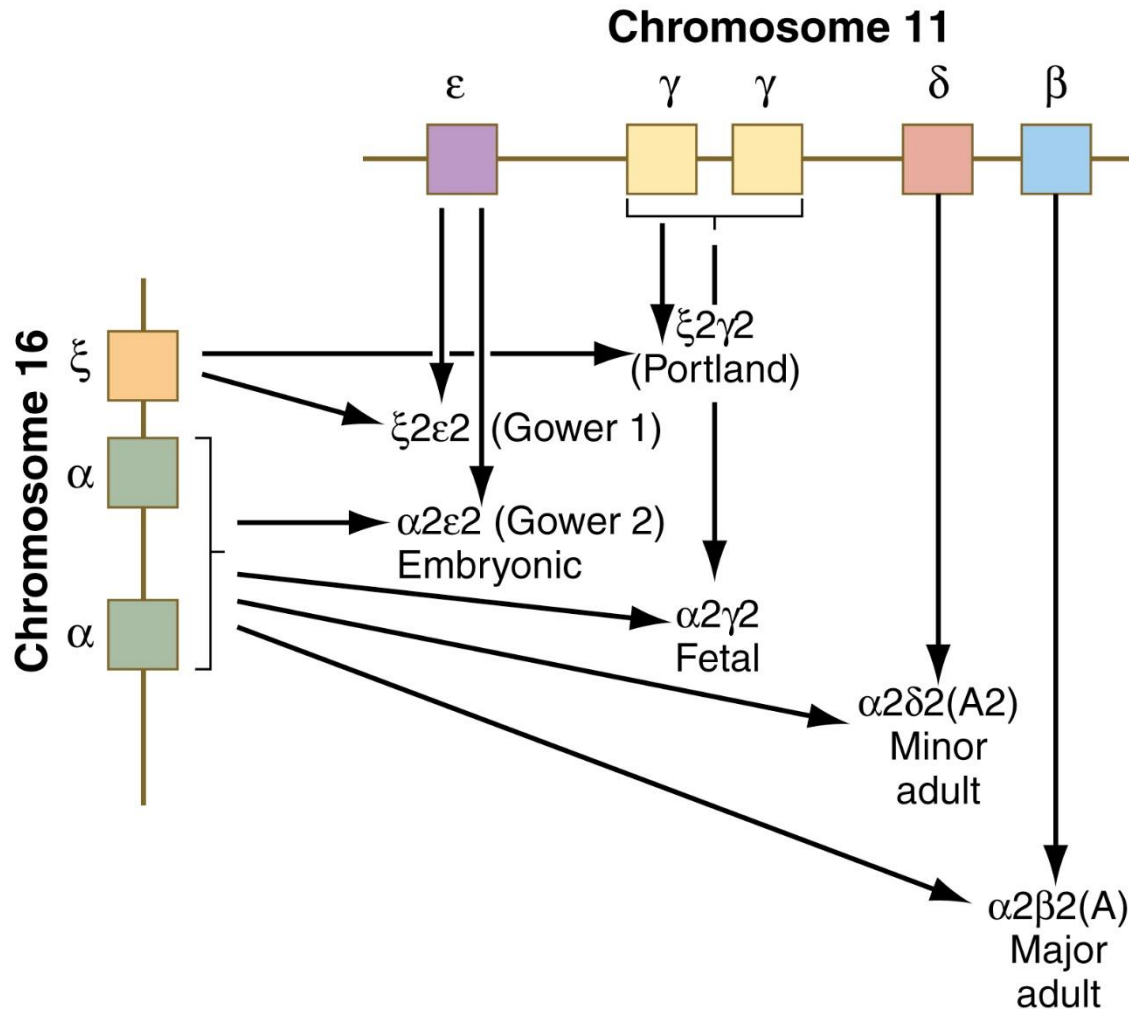 Chromosome 11
ε γ γ δ β
Chromosome 16
ξ
α
α
ξ2γ2
(Portland)
ξ2ε2 (Gower 1)
α2ε2 (Gower 2)
Embryonic
α2γ2
Fetal
α2δ2(A2)
Minor
adult
α2β2(A)
Major
adult